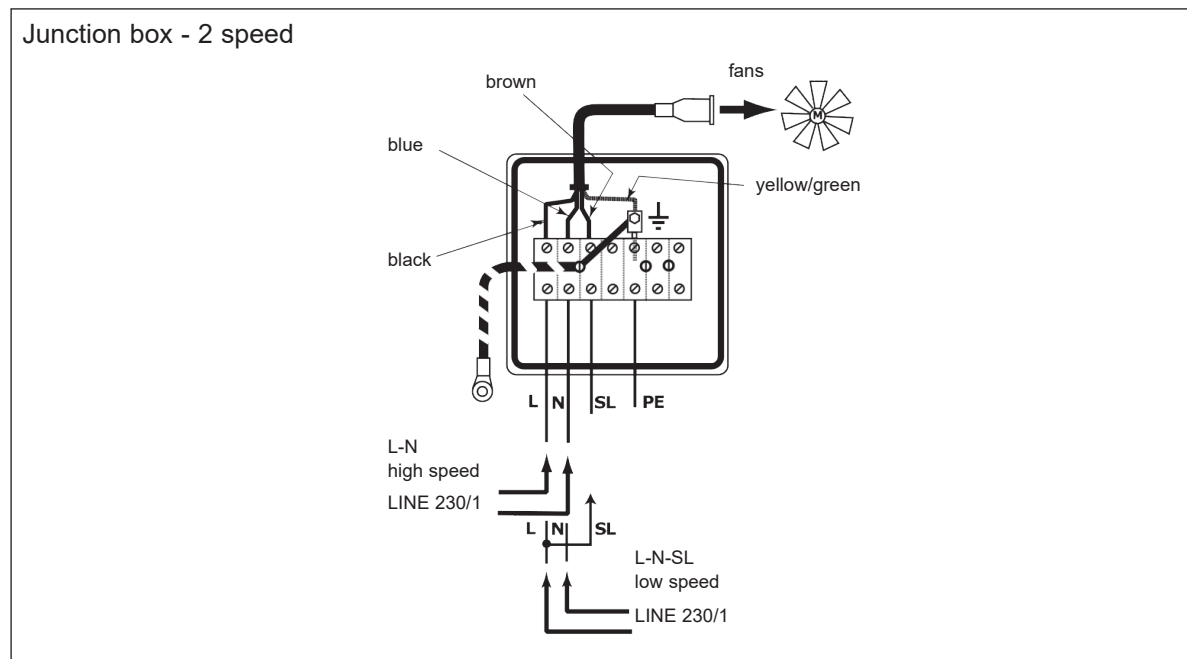 Junction box - 2 speed
fans
brown
blue
M
yellow/green
black
L N SL PE
L-N
high speed
LINE 230/1
L N SL
L-N-SL
low speed
LINE 230/1